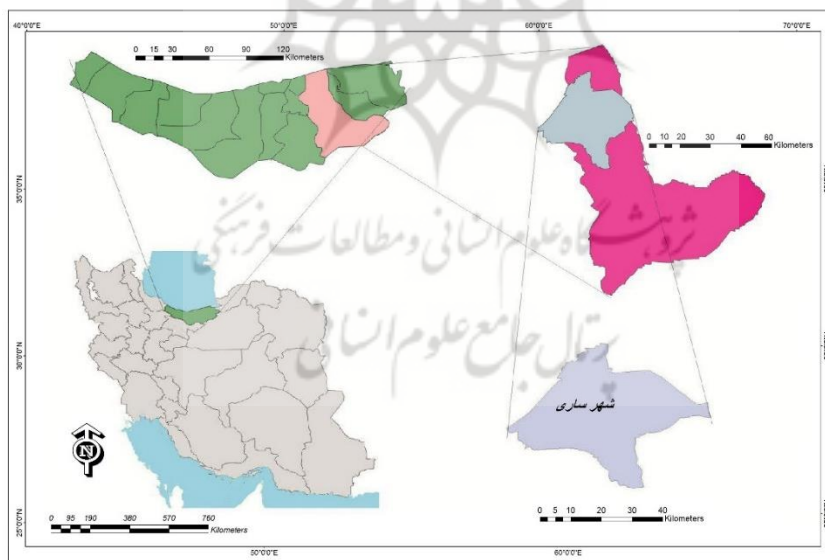 40°0'0"E 50°0'0"E 60°0'0"E 70°0'0"E
0 15 30 60 90 120
Kilometers
0 10 20 30 40 60
Kilometers
35°0'0"N
پژوهشگاه علوم انسانی و مطالعات فرهنگی
30°0'0"N
پرتال جامع علوم انسانی
شهر ساری
N
0 95 190 380 570 760
Kilometers
0 5 10 20 30 40
Kilometers
25°0'0"N
50°0'0"E 60°0'0"E